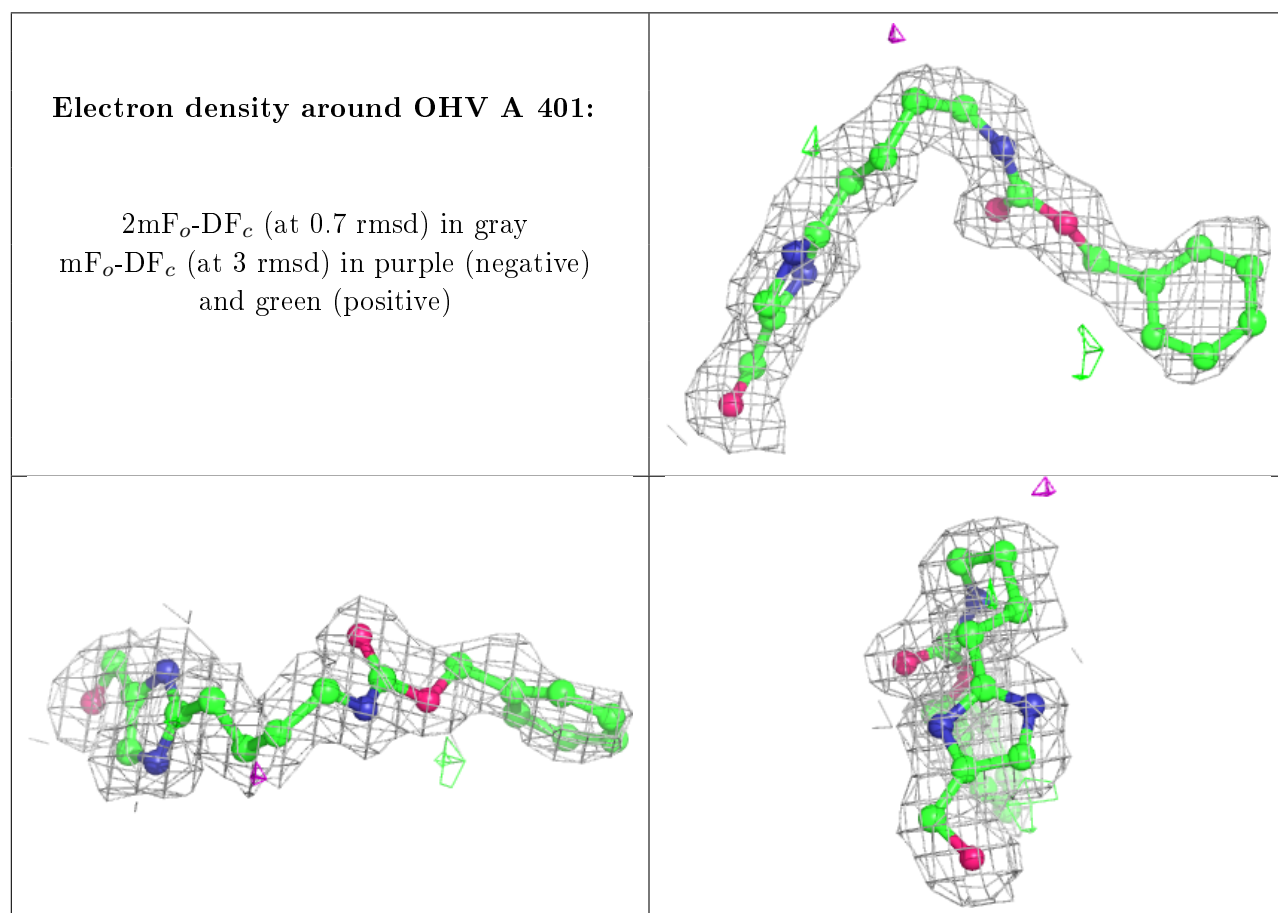 Electron density around OHV A 401:
2mFo-DFc (at 0.7 rmsd) in gray
mFo-DFc (at 3 rmsd) in purple (negative)
and green (positive)